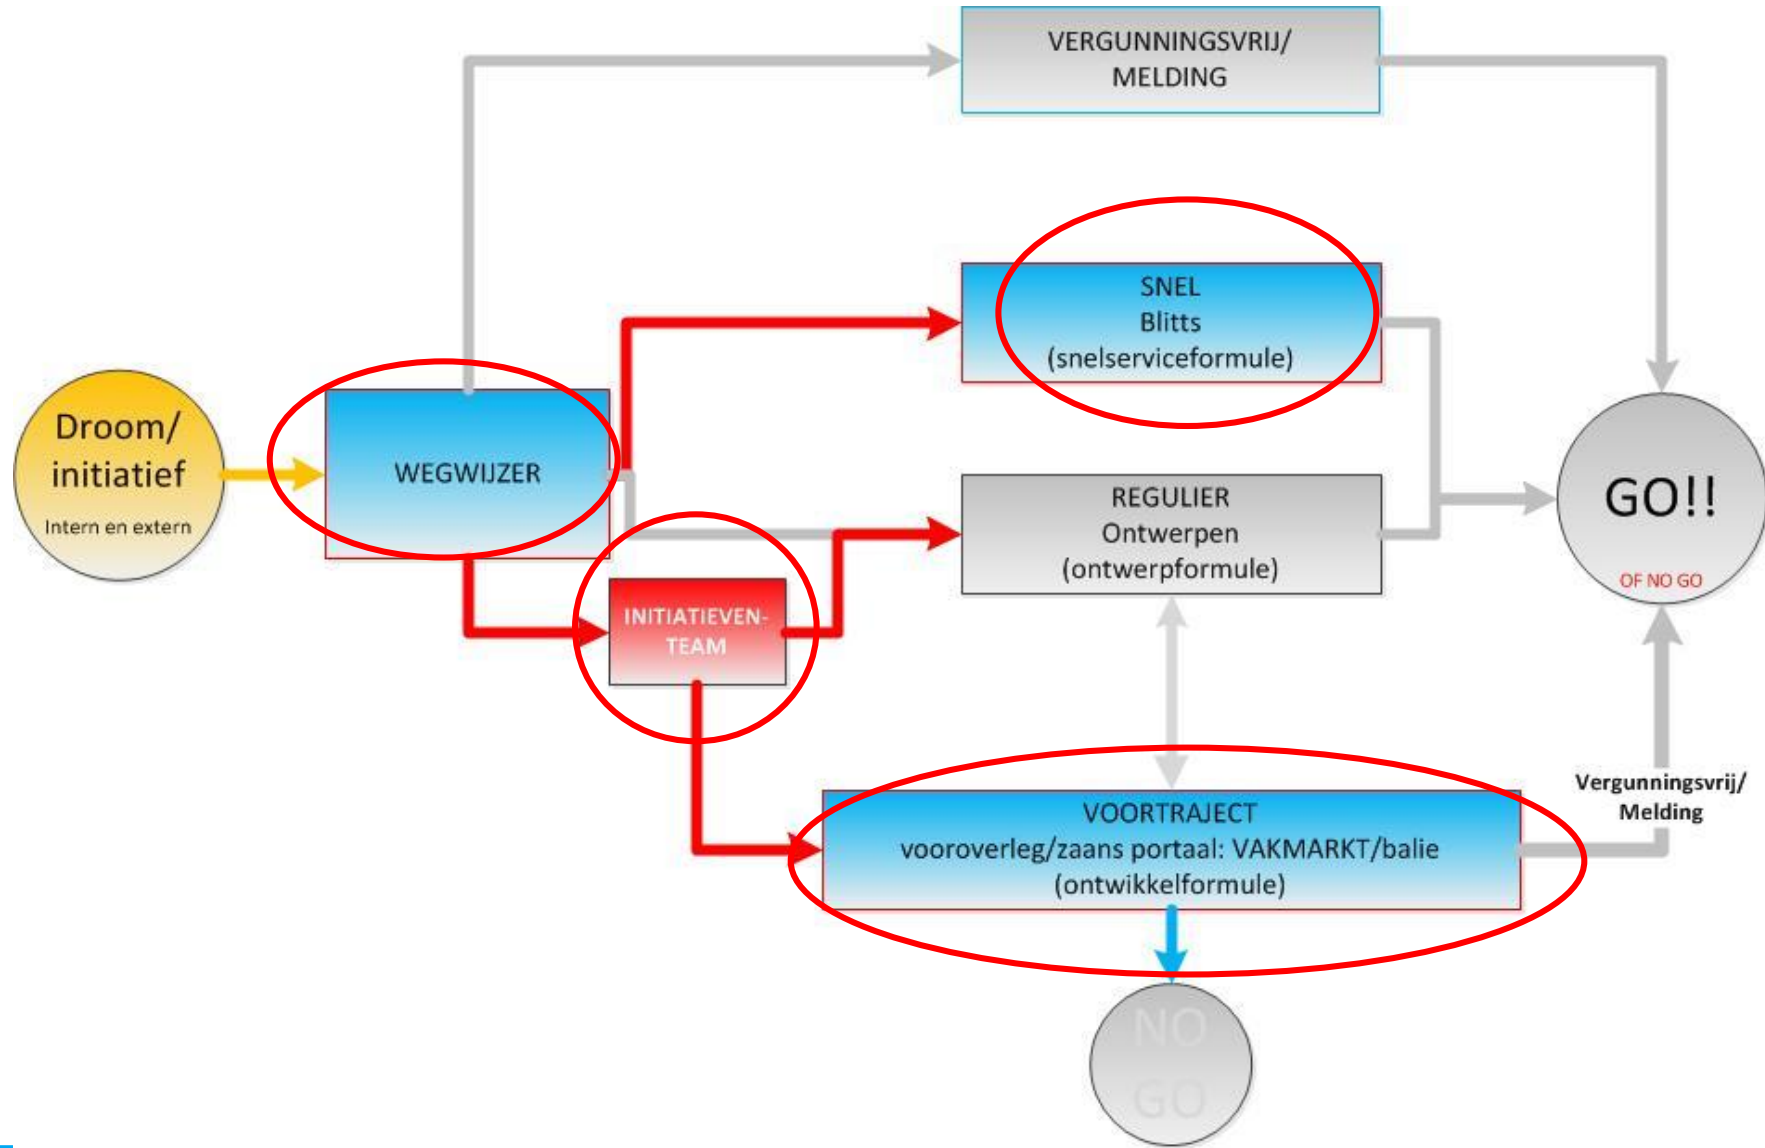 VERGUNNINGSVRIJ/
MELDING
SNEL
Blitts
(snelserviceformule)
Droom/
initiatief
Intern en extern
WEGWIJZER
REGULIER
Ontwerpen
(ontwerpformule)
GO!!
OF NO GO
INITIATIEVEN-
TEAM
Vergunningsvrij/
Melding
VOORTRAJECT
vooroverleg/zaans portaal: VAKMARKT/balie
(ontwikkelformule)
NO
GO